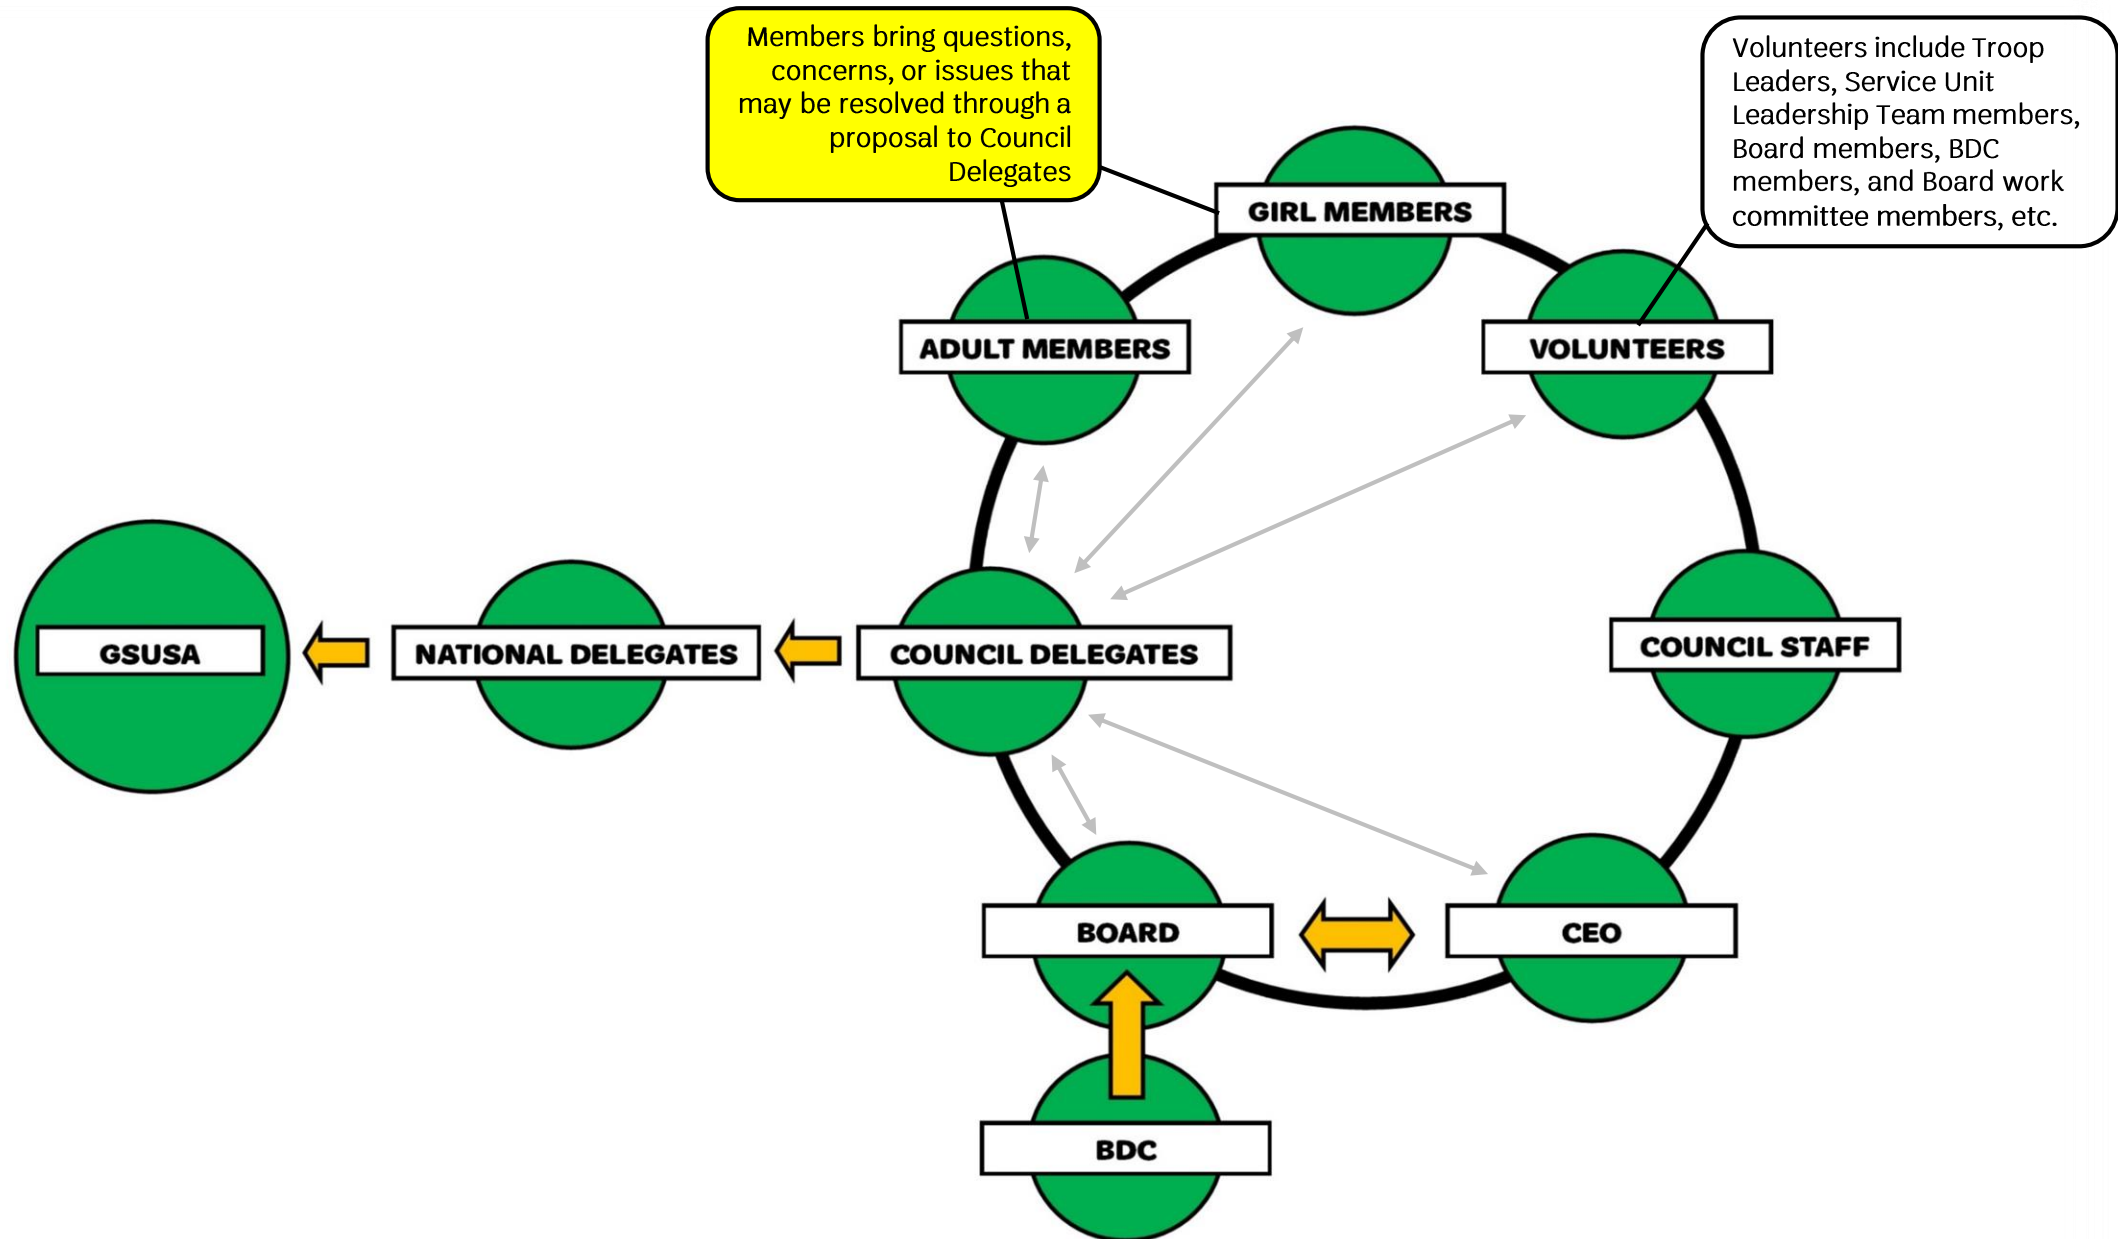 Members bring questions,
concerns, or issues that
may be resolved through a
proposal to Council
Delegates
Volunteers include Troop
Leaders, Service Unit
Leadership Team members,
Board members, BDC
members, and Board work
committee members, etc.
GIRL MEMBERS
ADULT MEMBERS
VOLUNTEERS
GSUSA
NATIONAL DELEGATES
COUNCIL DELEGATES
COUNCIL STAFF
BOARD
CEO
BDC